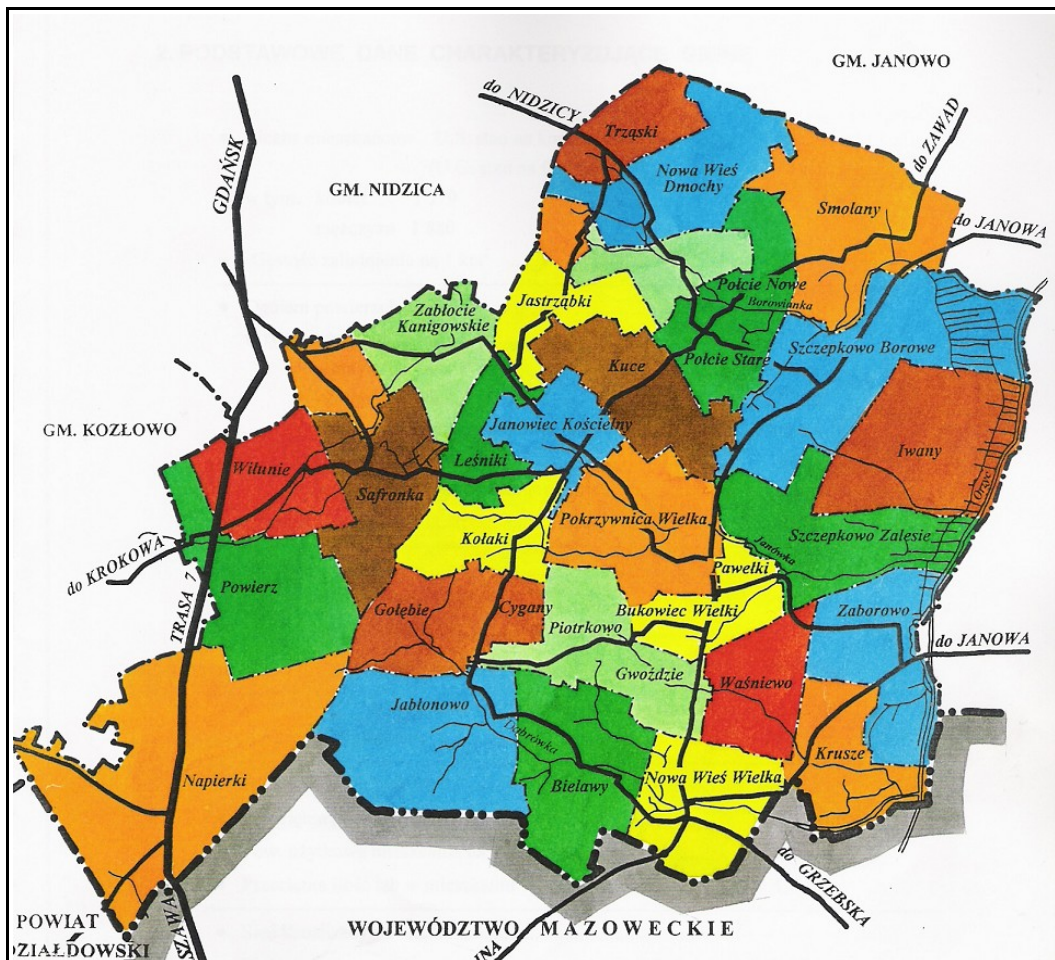 GM. JANOWO
do NIDZICY
do ZAWAD
Trząski
GDAŃSK
GM. NIDZICA
Nowa Wieś
Dmochy
Smolany
do JANOWA
Połcie Nowe
Borowianka
Jastrząbki
Zabłocie
Kanigowskie
Szczepkowo Borowe
Połcie Stare
Kuce
GM. KOZŁOWO
Janowiec Kościelny
Iwany
Wiłunie
Leśniki
Safronka
Orzyc
Pokrzywnica Wielka
Kołaki
Janówka
Szczepkowo Zalesie
Pawełki
do KROKOWA
TRASA 7
Powierz
Gołębie
Cygany
Bukowiec Wielki
Zaborowo
Piotrkowo
do JANOWA
Gwoździe
Waśniewo
Jabłonowo
Dąbrówka
Krusze
Napierki
Bielawy
Nowa Wieś Wielka
do GRZEBSKA
POWIAT
DZIAŁDOWSKI
SZAWA
WOJEWÓDZTWO MAZOWECKIE